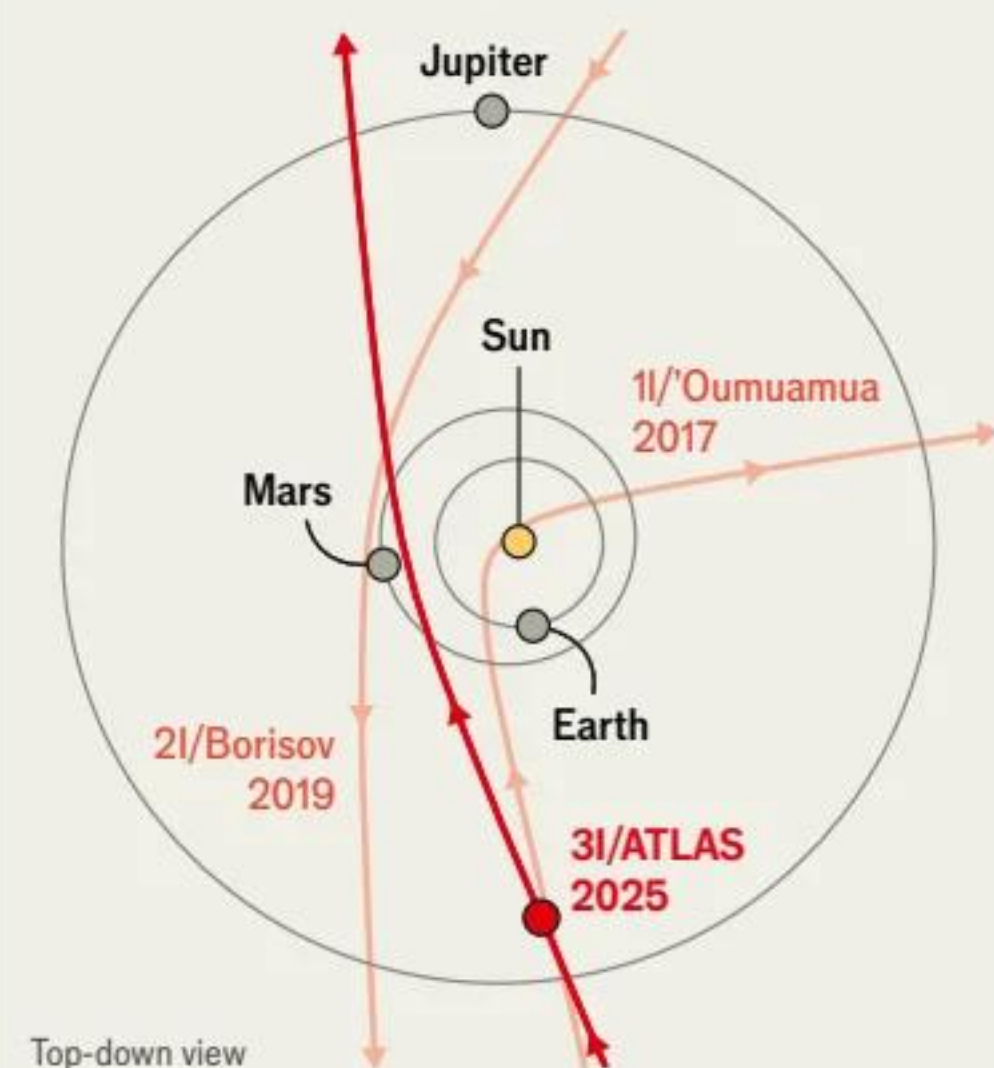 Jupiter
Sun
1I/'Oumuamua
2017
Mars
Earth
2I/Borisov
2019
3I/ATLAS
2025
Top-down view